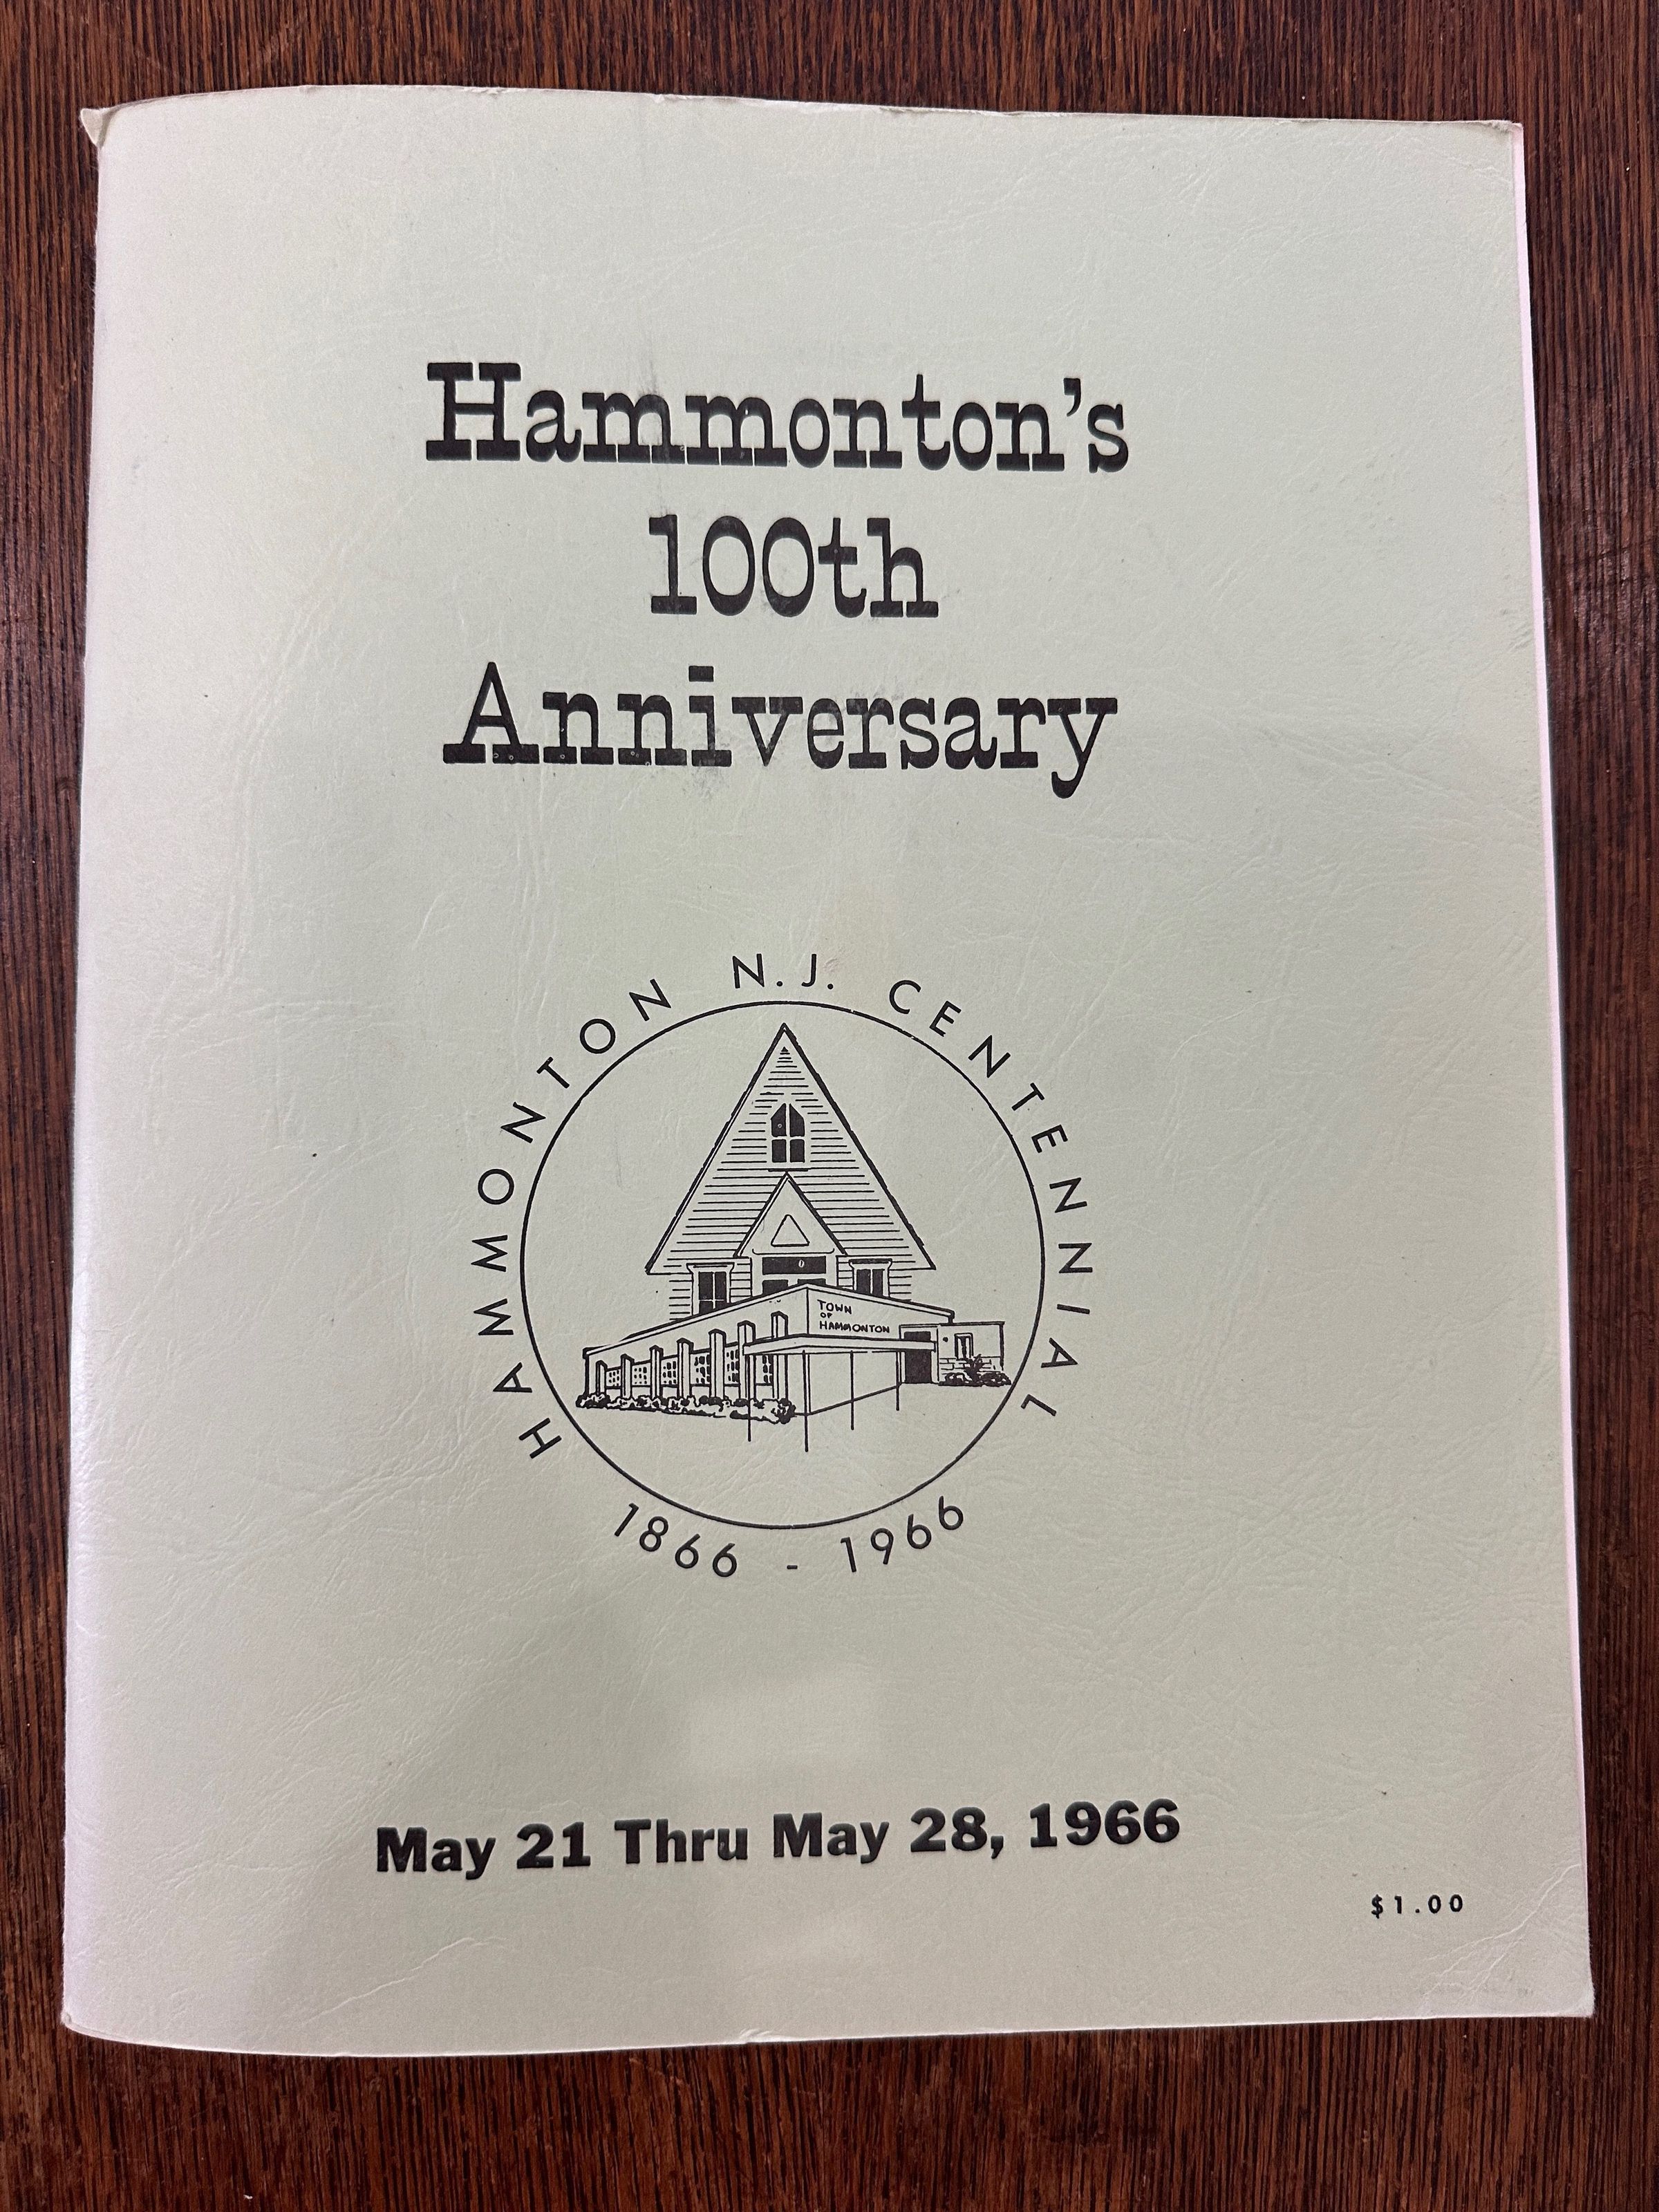 Hammonton's
100th
Anniversary
HAMMONTON N.J. CENTENNIAL
TOWN
OF
HAMMONTON
1866 - 1966
May 21 Thru May 28, 1966
$1.00